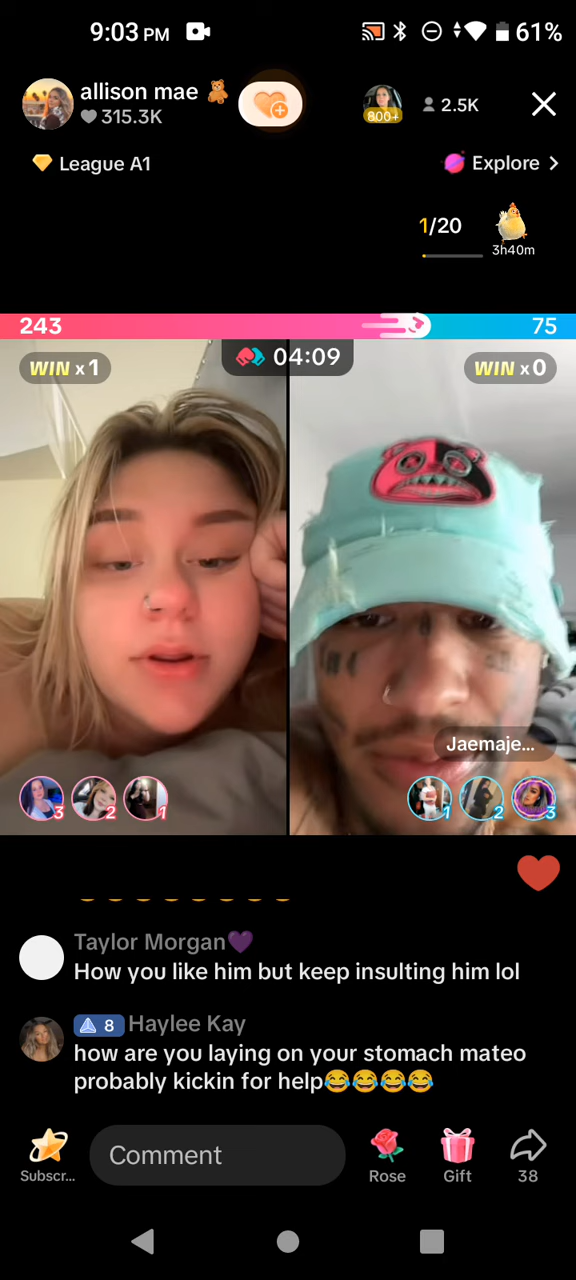 9:03 PM 61%
allison mae 🧸
315.3K
800+
2.5K
League A1
Explore >
1/20
3h40m
243
75
WIN x 1
04:09
WIN x 0
Jaemaje...
3 2 1
1 2 3
Taylor Morgan💜
How you like him but keep insulting him lol
8 Haylee Kay
how are you laying on your stomach mateo
probably kickin for help😂😂😂😂
Subscr...
Comment
Rose
Gift
38